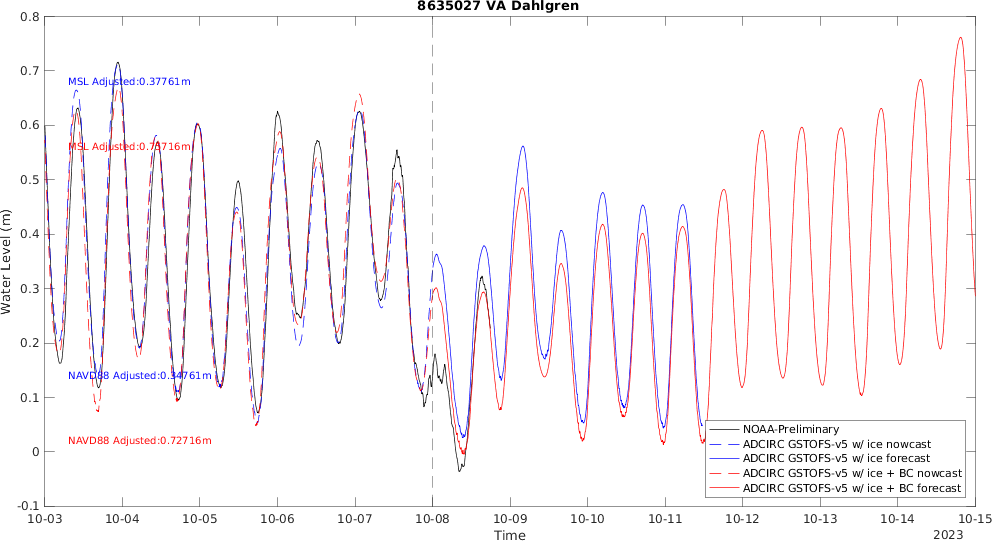 8635027 VA Dahlgren
0.8
0.7
0.6
0.5
0.4
0.3
0.2
0.1
0
-0.1
Water Level (m)
MSL Adjusted:0.37761m
MSL Adjusted:0.75716m
NAVD88 Adjusted:0.34761m
NAVD88 Adjusted:0.72716m
NOAA-Preliminary
ADCIRC GSTOFS-v5 w/ ice nowcast
ADCIRC GSTOFS-v5 w/ ice forecast
ADCIRC GSTOFS-v5 w/ ice + BC nowcast
ADCIRC GSTOFS-v5 w/ ice + BC forecast
10-03 10-04 10-05 10-06 10-07 10-08 10-09 10-10 10-11 10-12 10-13 10-14 10-15
Time
2023